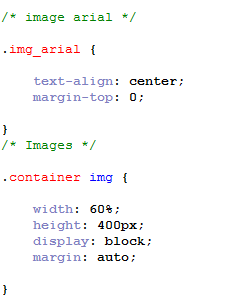 /* image arial */
.img_arial {
text-align: center;
margin-top: 0;
}
/* Images */
.container img {
width: 60%;
height: 400px;
display: block;
margin: auto;
}